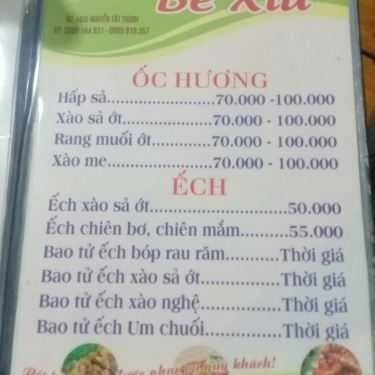 Bé Xíu
ỐC HƯƠNG
Hấp sả......................70.000 -100.000
Xào sả ớt..................70.000 - 100.000
Rang muối ớt...........70.000 - 100.000
Xào me....................70.000 - 100.000
ẾCH
Ếch xào sả ớt.......................50.000
Ếch chiên bơ, chiên mắm.......55.000
Bao tử ếch bóp rau răm.........Thời giá
Bao tử ếch xào sả ớt.............Thời giá
Bao tử ếch xào nghệ.............Thời giá
Bao tử ếch Um chuối............Thời giá
khách!